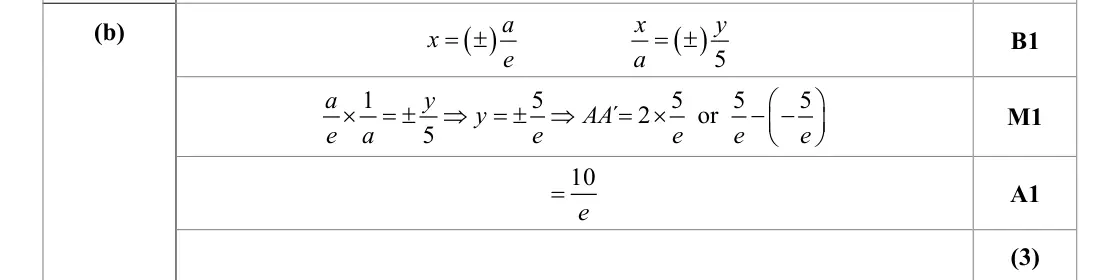 (b) x = (±) a/e    x/a = (±) y/5    B1
a/e × 1/a = ± y/5 ⇒ y = ± 5/e ⇒ AA′ = 2 × 5/e or 5/e − (− 5/e)    M1
= 10/e    A1
(3)